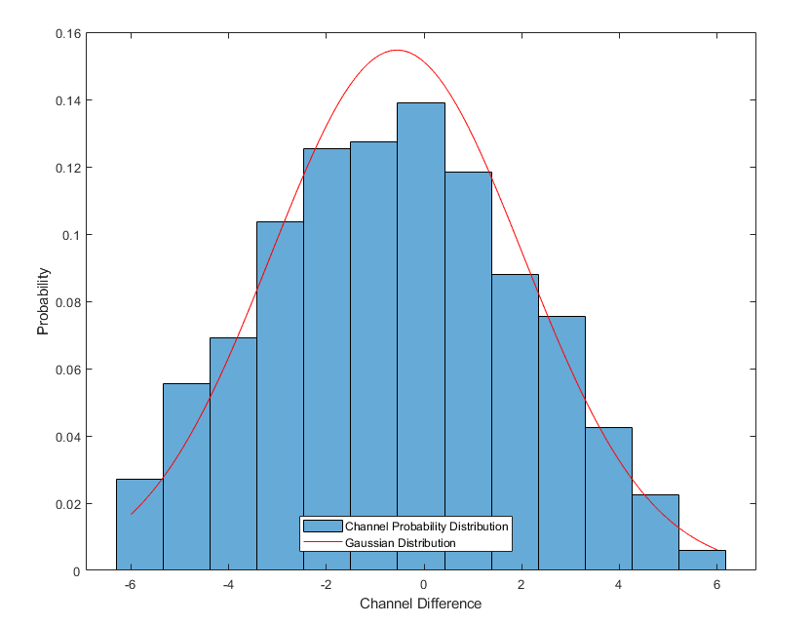 0.16
0.14
0.12
0.1
0.08
0.06
0.04
0.02
0
Probability
Channel Probability Distribution
Gaussian Distribution
-6 -4 -2 0 2 4 6
Channel Difference